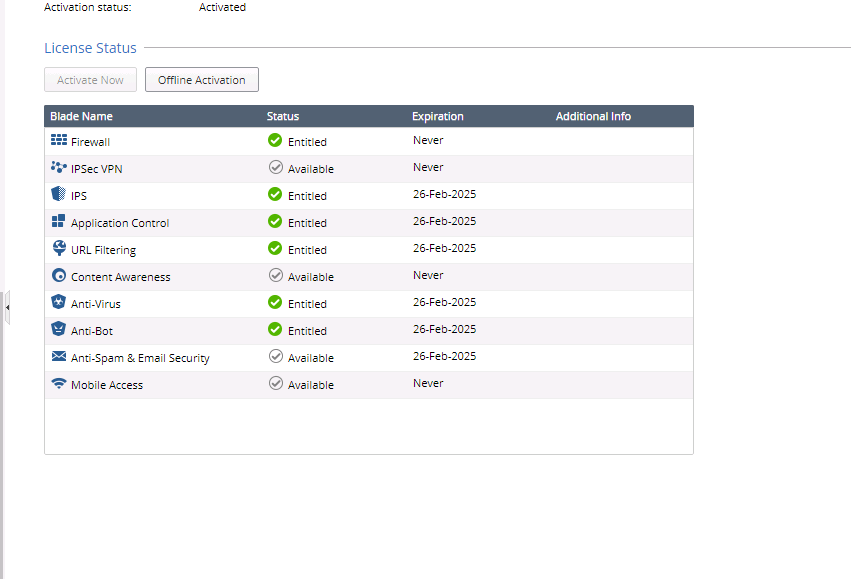 Activation status: Activated
License Status
Activate Now Offline Activation
Blade Name Status Expiration Additional Info
Firewall Entitled Never
IPSec VPN Available Never
IPS Entitled 26-Feb-2025
Application Control Entitled 26-Feb-2025
URL Filtering Entitled 26-Feb-2025
Content Awareness Available Never
Anti-Virus Entitled 26-Feb-2025
Anti-Bot Entitled 26-Feb-2025
Anti-Spam & Email Security Available 26-Feb-2025
Mobile Access Available Never